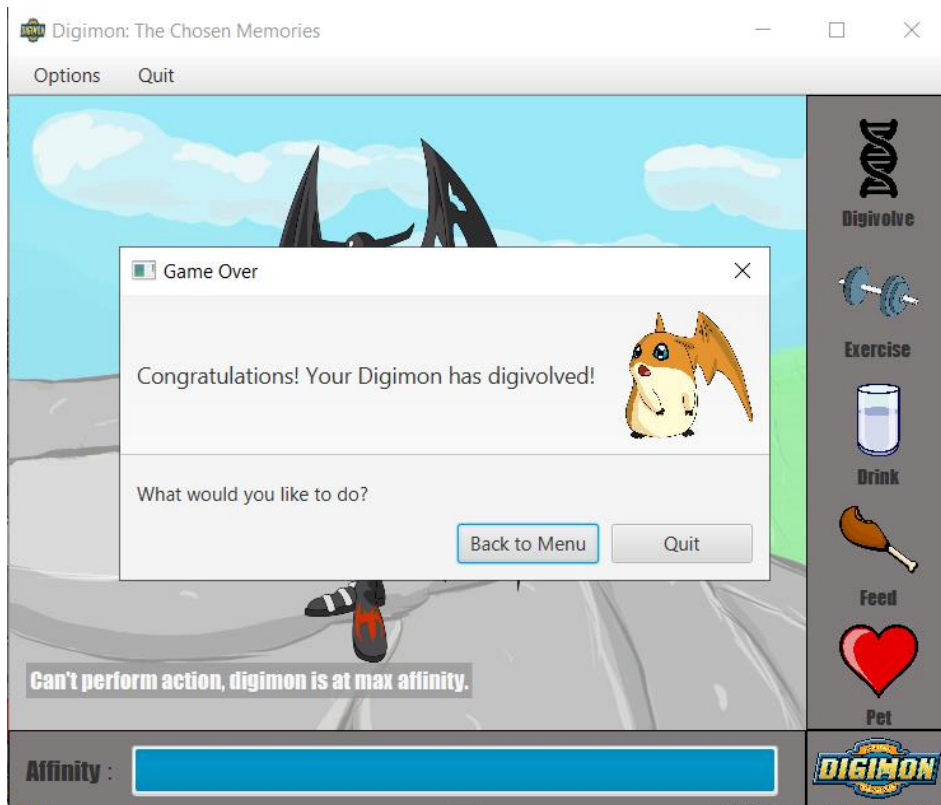 Digimon: The Chosen Memories
Options Quit
Digivolve
Game Over
Congratulations! Your Digimon has digivolved!
What would you like to do?
Back to Menu Quit
Exercise
Drink
Feed
Pet
Can't perform action, digimon is at max affinity.
Affinity :
DIGIMON